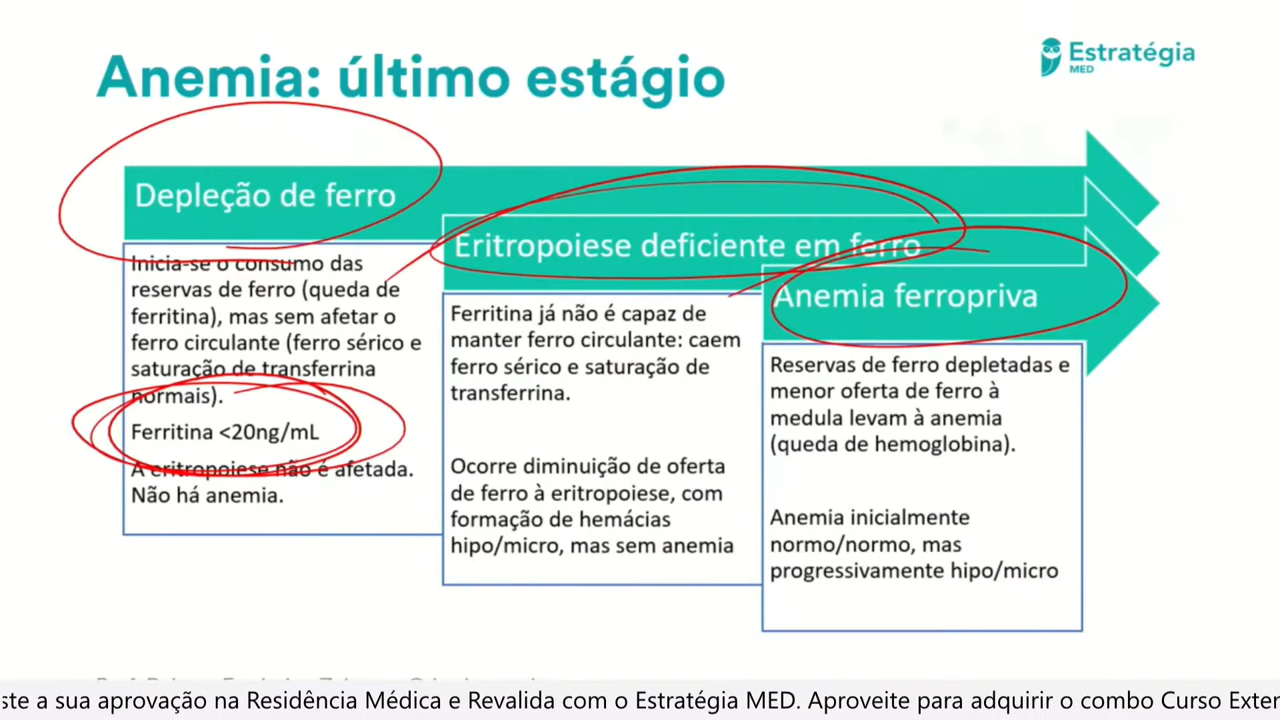 Anemia: último estágio
Estratégia
MED
Depleção de ferro
Inicia-se o consumo das
reservas de ferro (queda de
ferritina), mas sem afetar o
ferro circulante (ferro sérico e
saturação de transferrina
normais).
Ferritina <20ng/mL
A eritropoiese não é afetada.
Não há anemia.
Eritropoiese deficiente em ferro
Ferritina já não é capaz de
manter ferro circulante: caem
ferro sérico e saturação de
transferrina.
Ocorre diminuição de oferta
de ferro à eritropoiese, com
formação de hemácias
hipo/micro, mas sem anemia
Anemia ferropriva
Reservas de ferro depletadas e
menor oferta de ferro à
medula levam à anemia
(queda de hemoglobina).
Anemia inicialmente
normo/normo, mas
progressivamente hipo/micro
ste a sua aprovação na Residência Médica e Revalida com o Estratégia MED. Aproveite para adquirir o combo Curso Exten